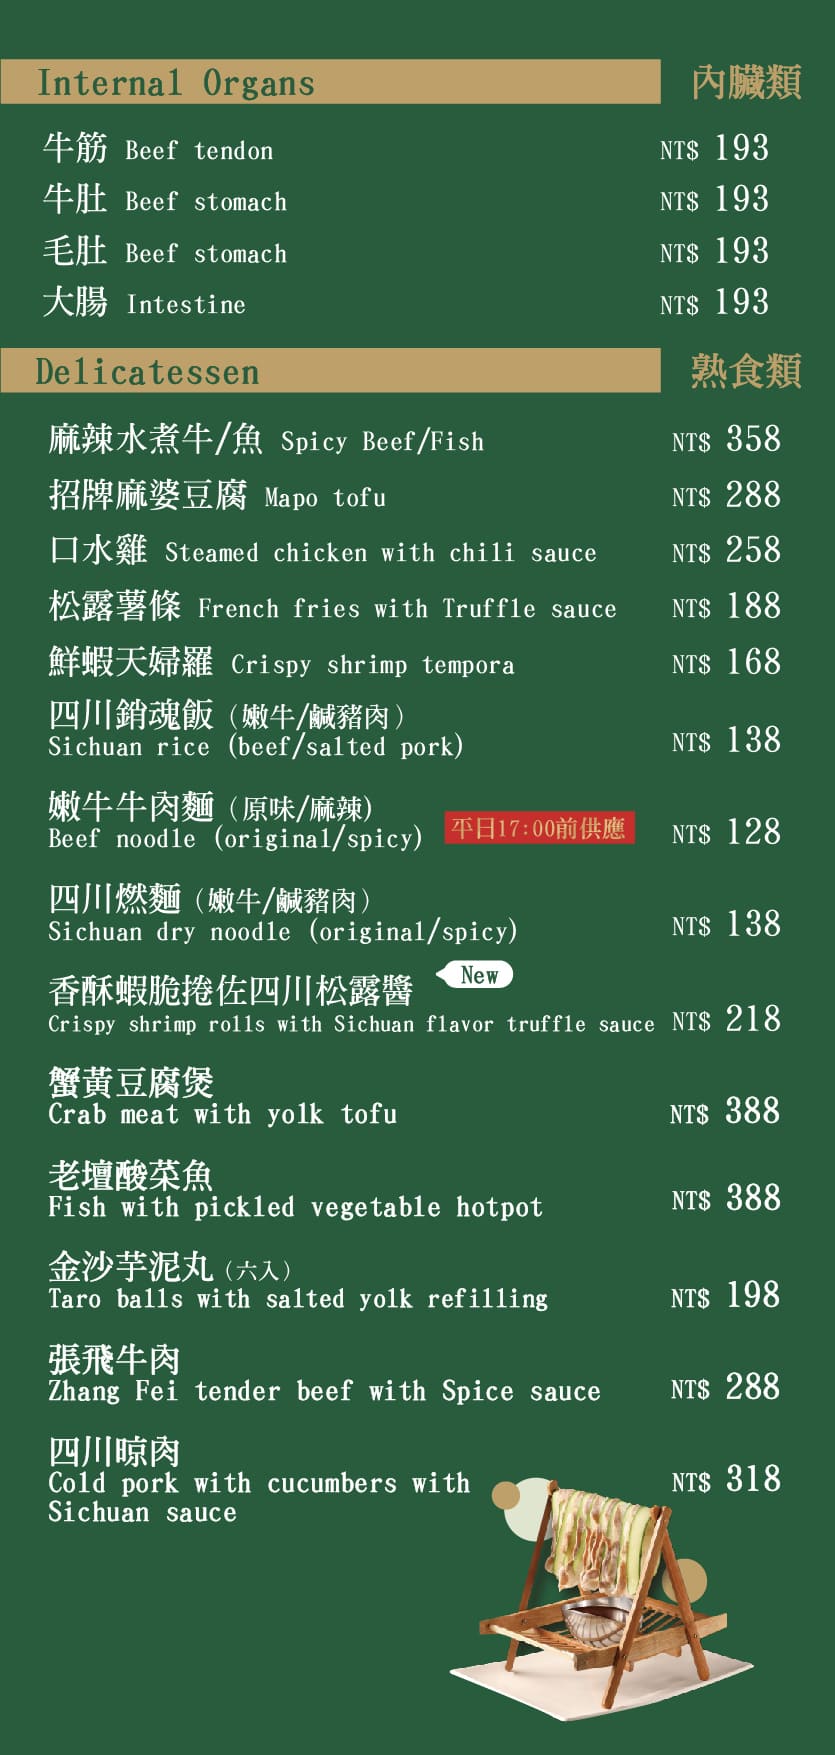 Internal Organs 內臟類
牛筋 Beef tendon NT$ 193
牛肚 Beef stomach NT$ 193
毛肚 Beef stomach NT$ 193
大腸 Intestine NT$ 193
Delicatessen 熟食類
麻辣水煮牛/魚 Spicy Beef/Fish NT$ 358
招牌麻婆豆腐 Mapo tofu NT$ 288
口水雞 Steamed chicken with chili sauce NT$ 258
松露薯條 French fries with Truffle sauce NT$ 188
鮮蝦天婦羅 Crispy shrimp tempora NT$ 168
四川銷魂飯（嫩牛/鹹豬肉）
Sichuan rice (beef/salted pork) NT$ 138
嫩牛牛肉麵（原味/麻辣）
Beef noodle (original/spicy) 平日17:00前供應 NT$ 128
四川燃麵（嫩牛/鹹豬肉）
Sichuan dry noodle (original/spicy) NT$ 138
香酥蝦脆捲佐四川松露醬 New
Crispy shrimp rolls with Sichuan flavor truffle sauce NT$ 218
蟹黃豆腐煲
Crab meat with yolk tofu NT$ 388
老壇酸菜魚
Fish with pickled vegetable hotpot NT$ 388
金沙芋泥丸（六入）
Taro balls with salted yolk refilling NT$ 198
張飛牛肉
Zhang Fei tender beef with Spice sauce NT$ 288
四川晾肉
Cold pork with cucumbers with NT$ 318
Sichuan sauce